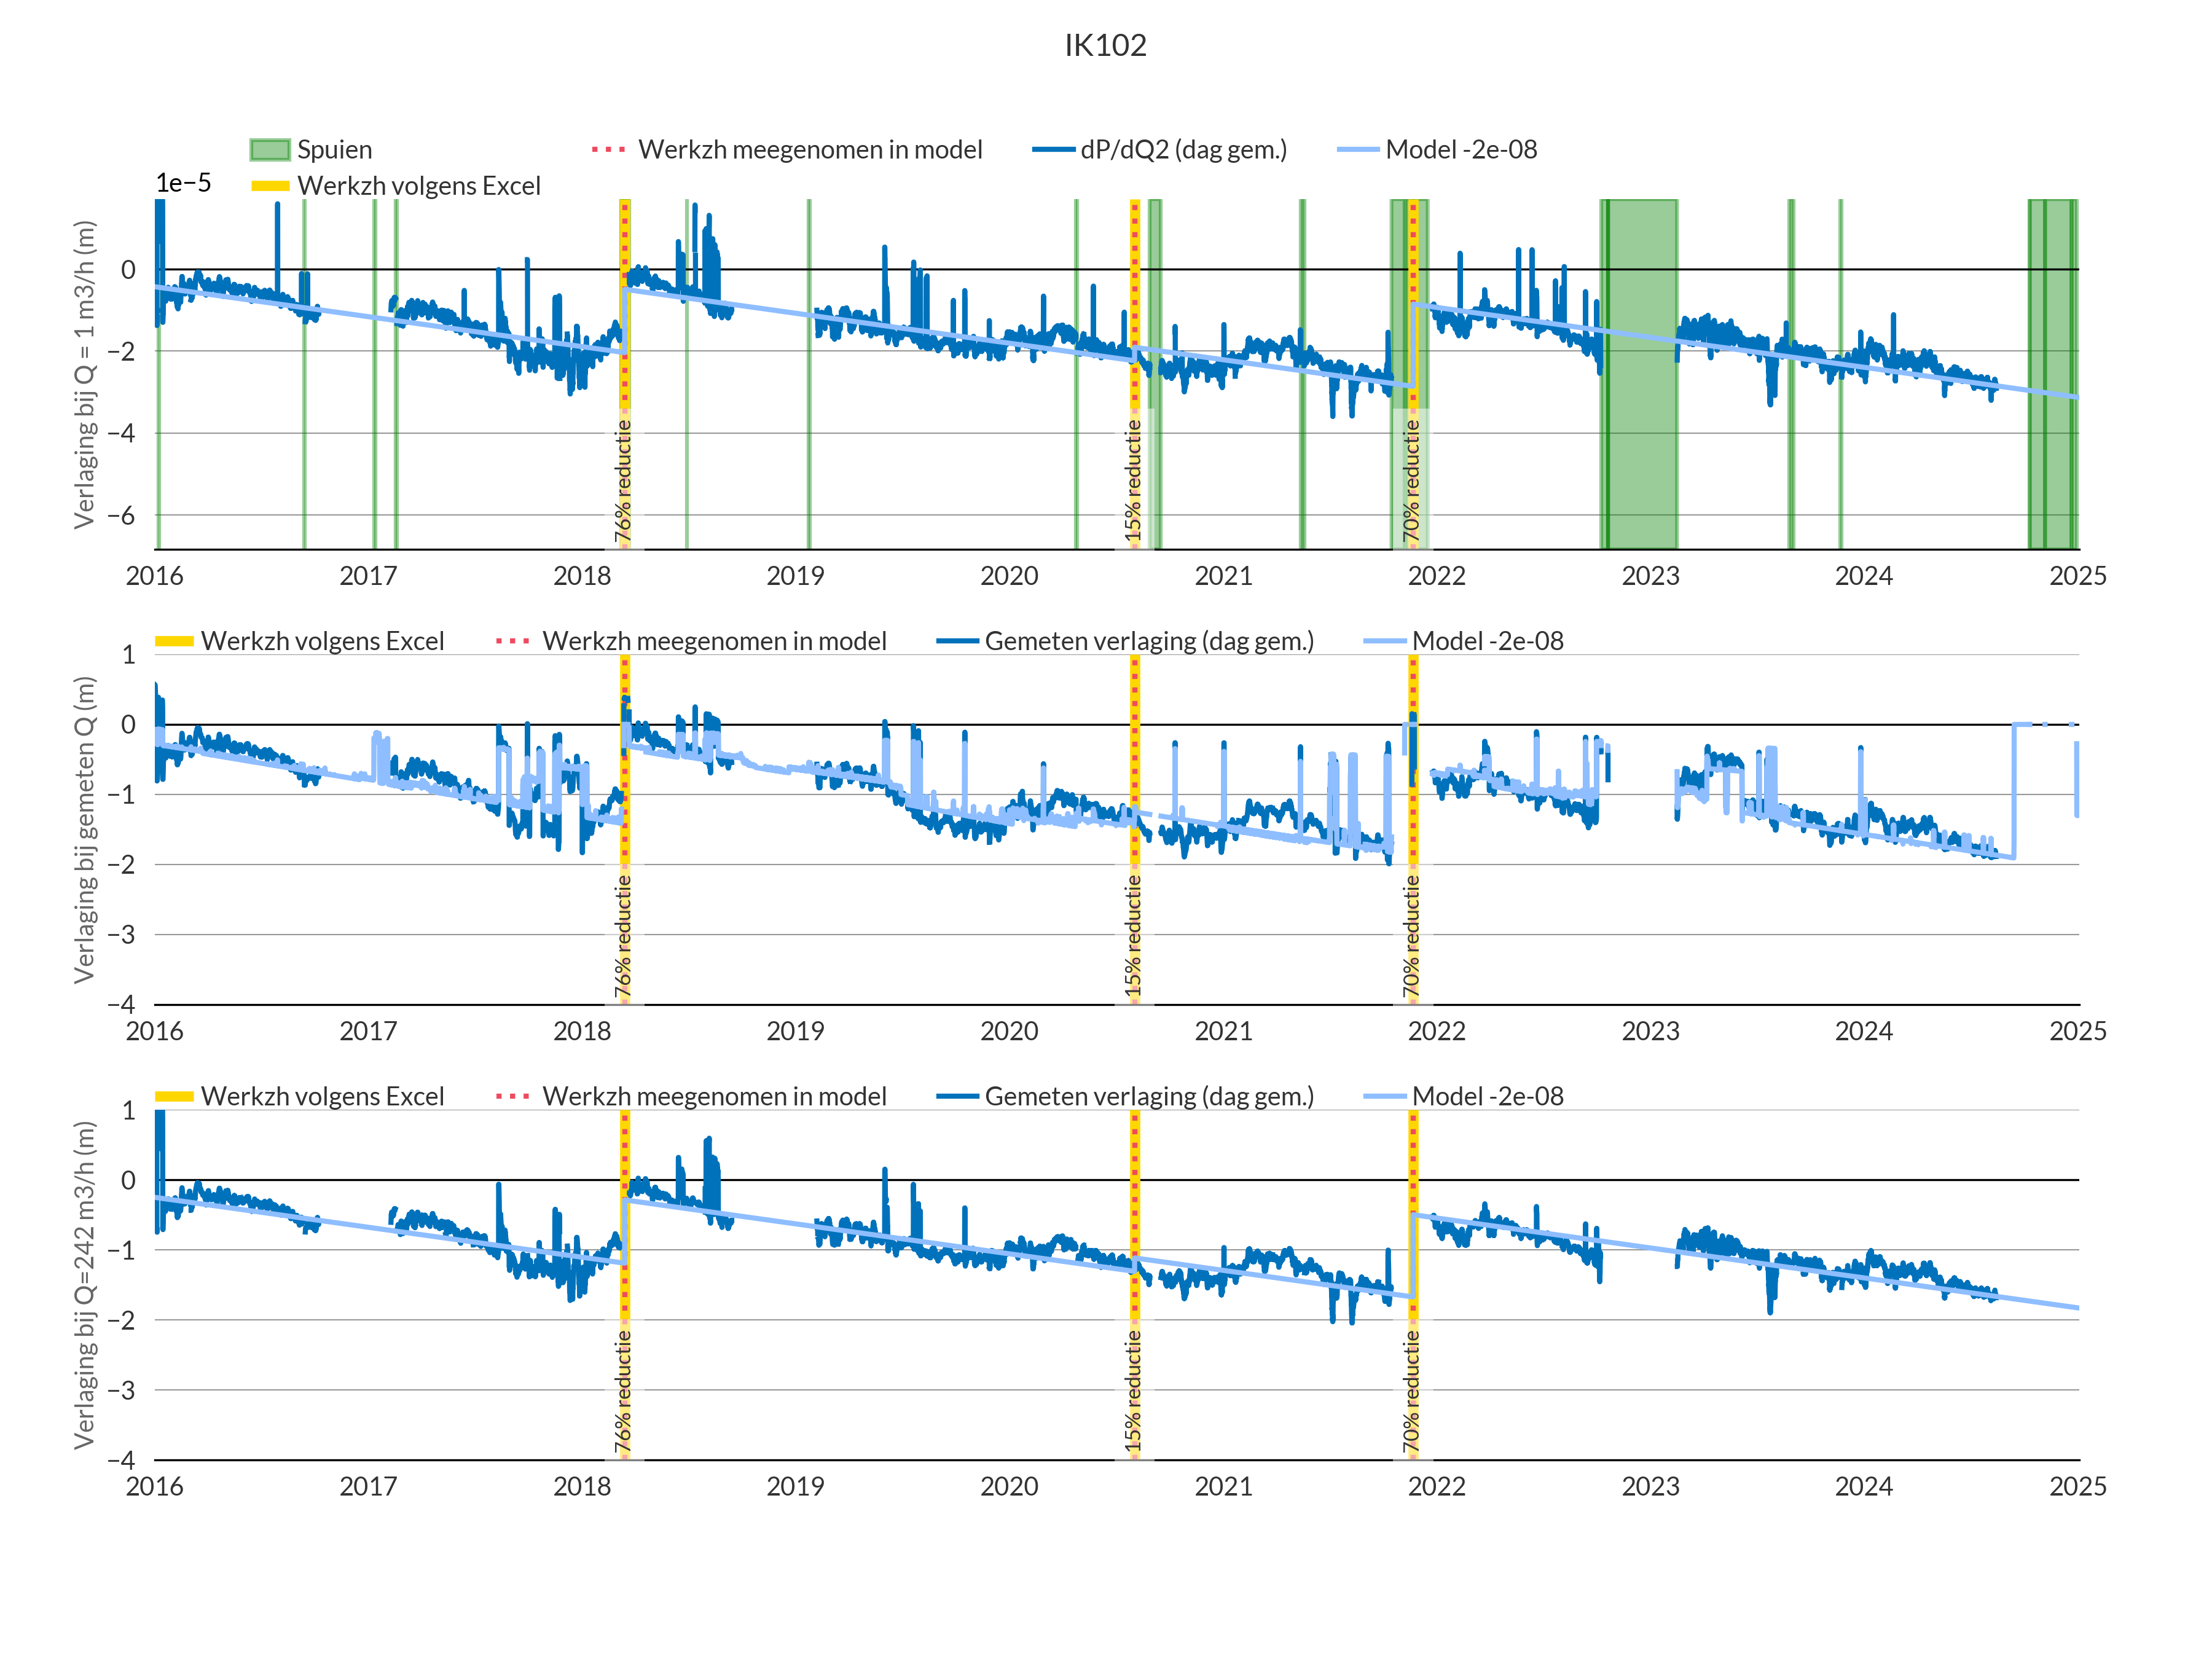 IK102
Spuien
Werkzh meegenomen in model
dP/dQ2 (dag gem.)
Model -2e-08
Werkzh volgens Excel
1e−5
Verlaging bij Q = 1 m3/h (m)
0
−2
−4
−6
76% reductie
15% reductie
70% reductie
2016 2017 2018 2019 2020 2021 2022 2023 2024 2025
Werkzh volgens Excel
Werkzh meegenomen in model
Gemeten verlaging (dag gem.)
Model -2e-08
Verlaging bij gemeten Q (m)
1
0
−1
−2
−3
−4
76% reductie
15% reductie
70% reductie
2016 2017 2018 2019 2020 2021 2022 2023 2024 2025
Werkzh volgens Excel
Werkzh meegenomen in model
Gemeten verlaging (dag gem.)
Model -2e-08
Verlaging bij Q=242 m3/h (m)
1
0
−1
−2
−3
−4
76% reductie
15% reductie
70% reductie
2016 2017 2018 2019 2020 2021 2022 2023 2024 2025